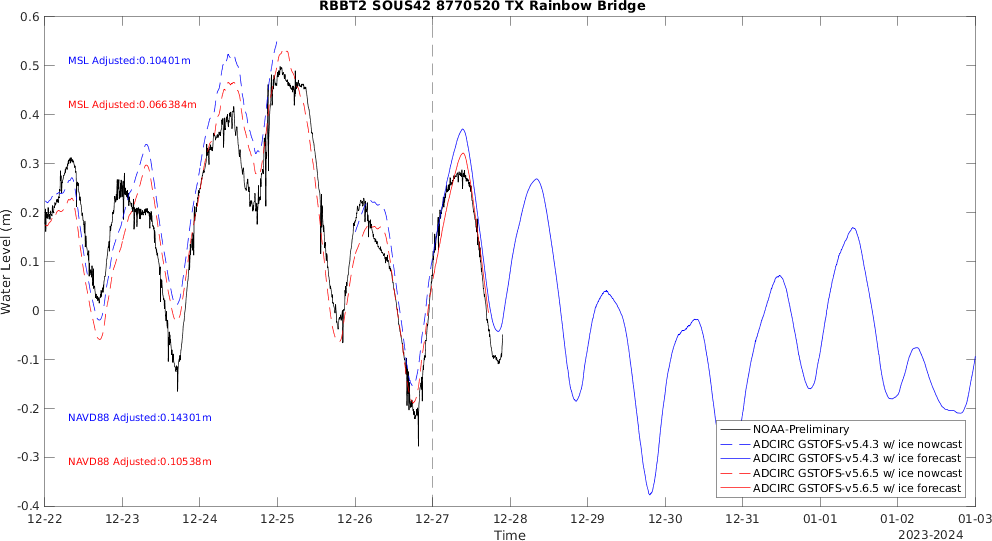 RBBT2 SOUS42 8770520 TX Rainbow Bridge
0.6
0.5
0.4
0.3
0.2
0.1
0
-0.1
-0.2
-0.3
-0.4
Water Level (m)
MSL Adjusted:0.10401m
MSL Adjusted:0.066384m
NAVD88 Adjusted:0.14301m
NAVD88 Adjusted:0.10538m
NOAA-Preliminary
ADCIRC GSTOFS-v5.4.3 w/ ice nowcast
ADCIRC GSTOFS-v5.4.3 w/ ice forecast
ADCIRC GSTOFS-v5.6.5 w/ ice nowcast
ADCIRC GSTOFS-v5.6.5 w/ ice forecast
12-22 12-23 12-24 12-25 12-26 12-27 12-28 12-29 12-30 12-31 01-01 01-02 01-03
Time
2023-2024